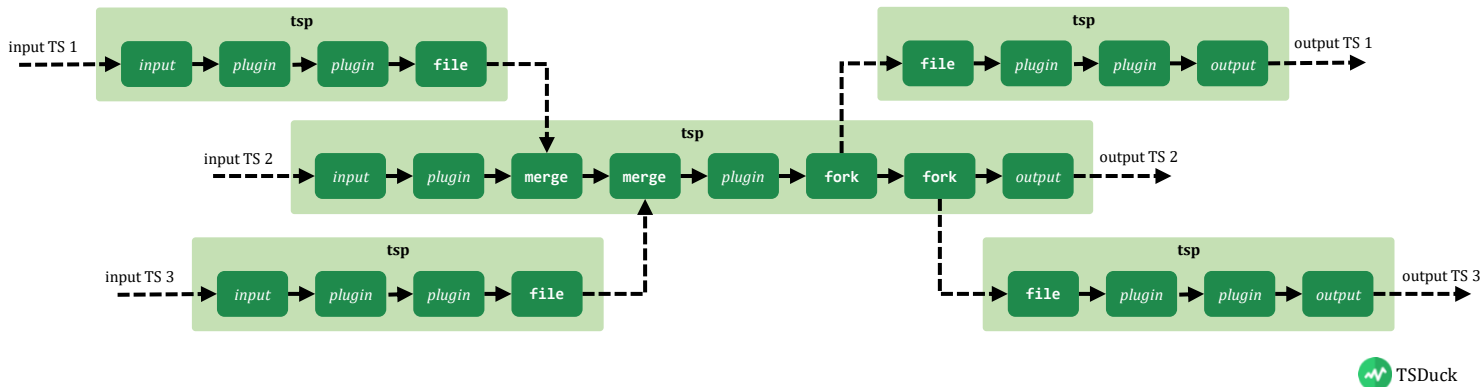 tsp
input TS 1
input plugin plugin file
tsp
file plugin plugin output
output TS 1
tsp
input TS 2
input plugin merge merge plugin fork fork output
output TS 2
tsp
input TS 3
input plugin plugin file
tsp
file plugin plugin output
output TS 3
TSDuck